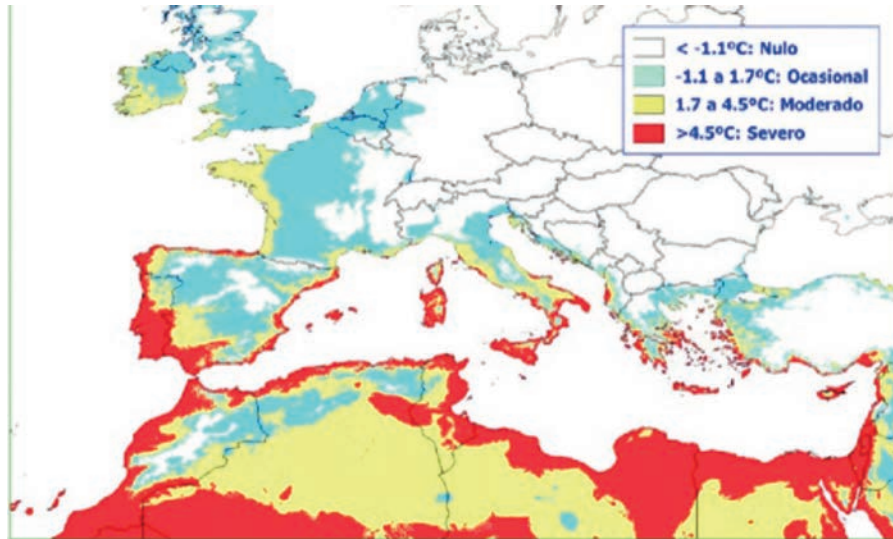 < -1.1ºC: Nulo
-1.1 a 1.7ºC: Ocasional
1.7 a 4.5ºC: Moderado
>4.5ºC: Severo